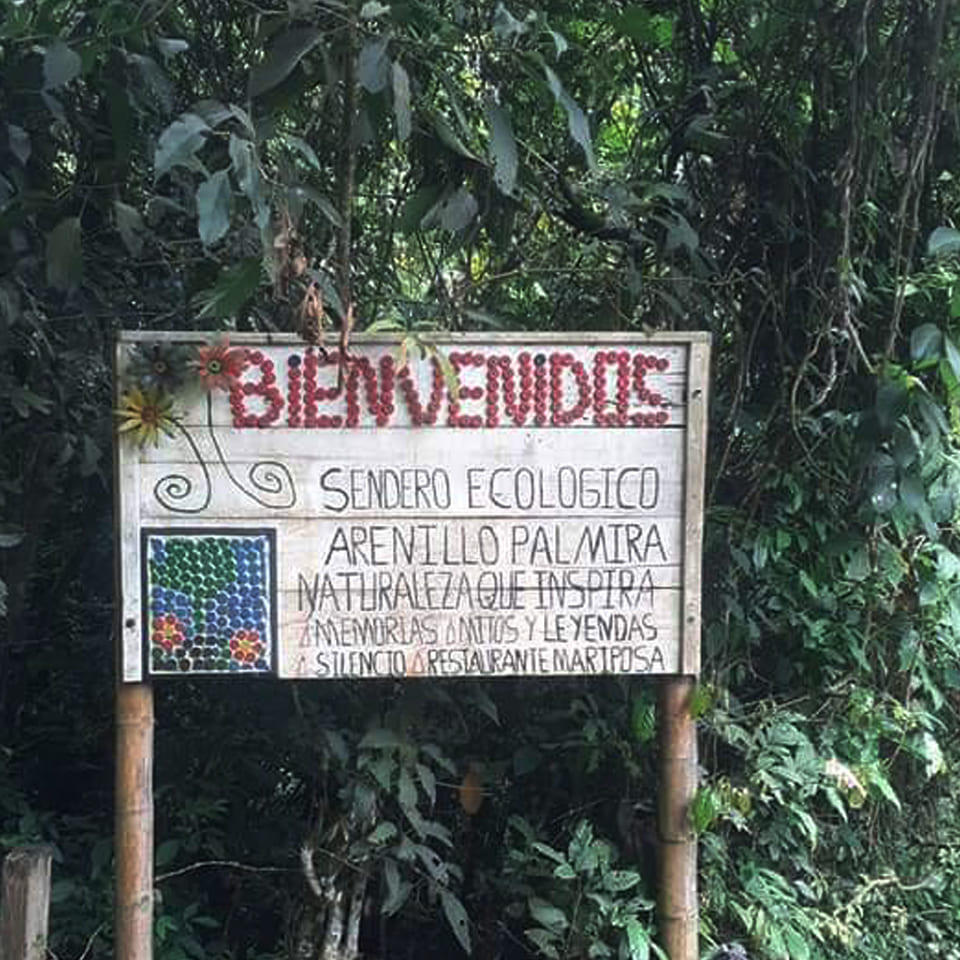 BIENVENIDOS
SENDERO ECOLOGICO
ARENILLO PALMIRA
NATURALEZA QUE INSPIRA
MEMORIAS MITOS Y LEYENDAS
SILENCIO RESTAURANTE MARIPOSA